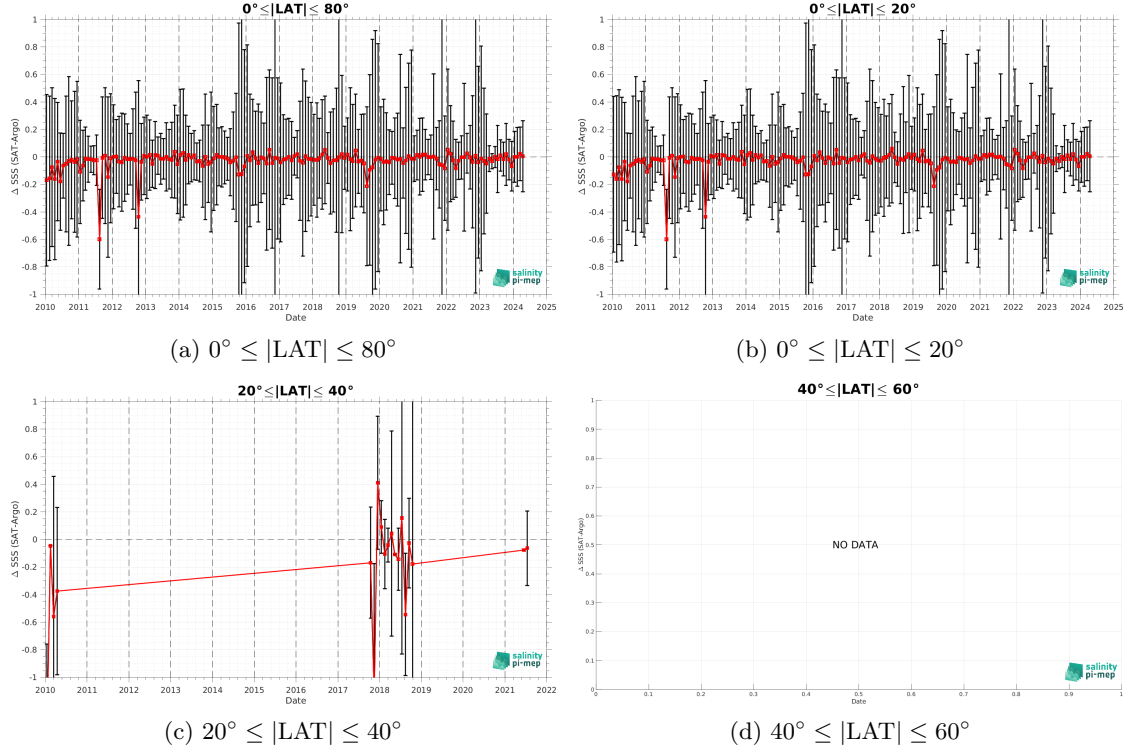 0°≤|LAT|≤ 80°
Δ SSS (SAT-Argo)
1
0.8
0.6
0.4
0.2
0
-0.2
-0.4
-0.6
-0.8
-1
2010 2011 2012 2013 2014 2015 2016 2017 2018 2019 2020 2021 2022 2023 2024 2025
Date
salinity
pi-mep
(a) 0° ≤ |LAT| ≤ 80°
0°≤|LAT|≤ 20°
Δ SSS (SAT-Argo)
1
0.8
0.6
0.4
0.2
0
-0.2
-0.4
-0.6
-0.8
-1
2010 2011 2012 2013 2014 2015 2016 2017 2018 2019 2020 2021 2022 2023 2024 2025
Date
salinity
pi-mep
(b) 0° ≤ |LAT| ≤ 20°
20°≤|LAT|≤ 40°
Δ SSS (SAT-Argo)
1
0.8
0.6
0.4
0.2
0
-0.2
-0.4
-0.6
-0.8
-1
2010 2011 2012 2013 2014 2015 2016 2017 2018 2019 2020 2021 2022
Date
salinity
pi-mep
(c) 20° ≤ |LAT| ≤ 40°
40°≤|LAT|≤ 60°
Δ SSS (SAT-Argo)
1
0.9
0.8
0.7
0.6
0.5
0.4
0.3
0.2
0.1
0
NO DATA
0 0.1 0.2 0.3 0.4 0.5 0.6 0.7 0.8 0.9 1
Date
salinity
pi-mep
(d) 40° ≤ |LAT| ≤ 60°